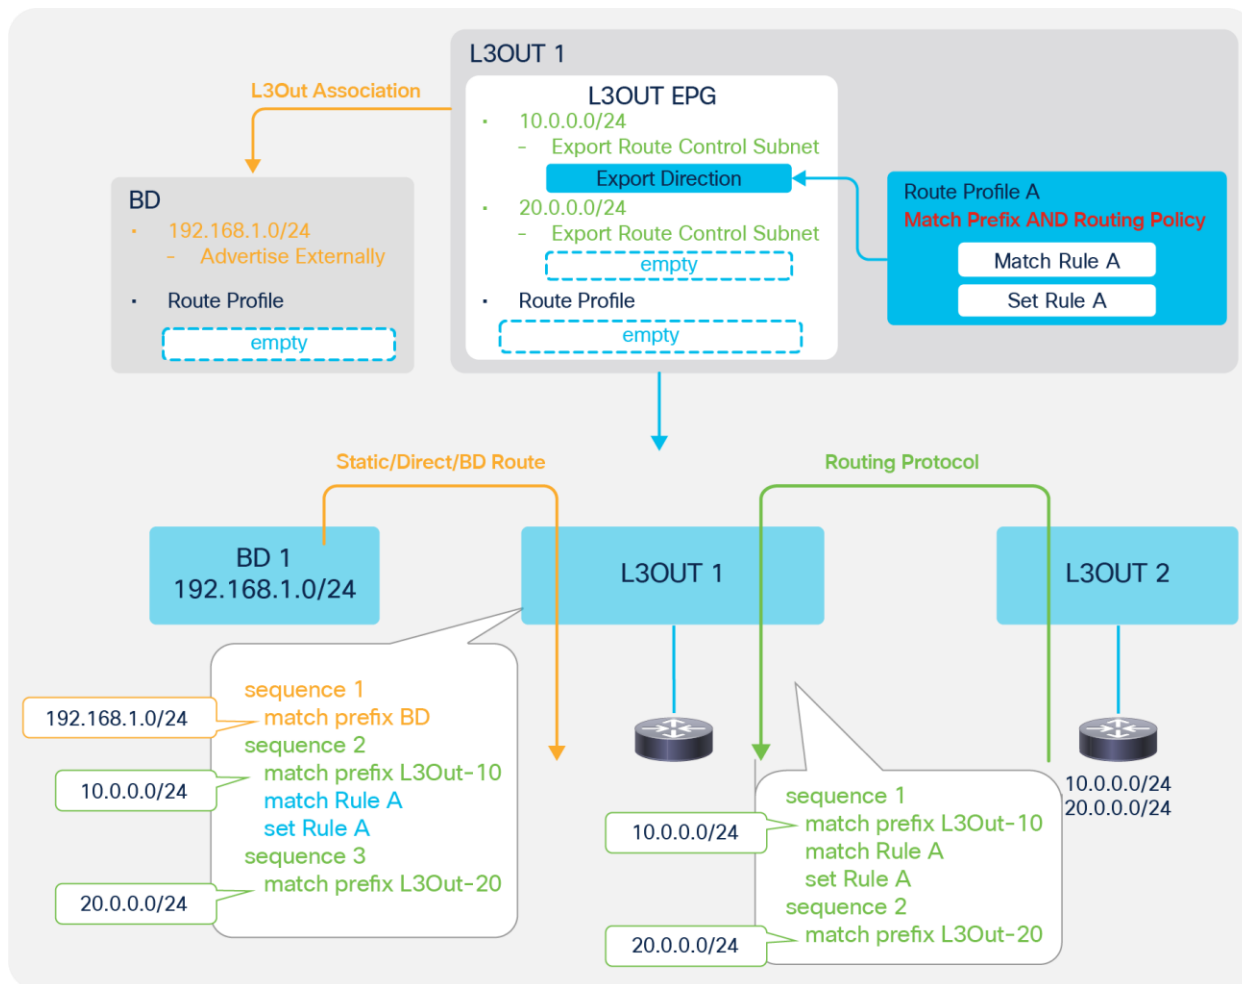 L3OUT 1
L3Out Association
L3OUT EPG
· 10.0.0.0/24
– Export Route Control Subnet
Export Direction
· 20.0.0.0/24
– Export Route Control Subnet
empty
· Route Profile
empty
Route Profile A
Match Prefix AND Routing Policy
Match Rule A
Set Rule A
BD
· 192.168.1.0/24
– Advertise Externally
· Route Profile
empty
Static/Direct/BD Route
Routing Protocol
BD 1
192.168.1.0/24
L3OUT 1
L3OUT 2
sequence 1
192.168.1.0/24
match prefix BD
sequence 2
match prefix L3Out-10
10.0.0.0/24
match Rule A
set Rule A
sequence 3
match prefix L3Out-20
20.0.0.0/24
10.0.0.0/24
20.0.0.0/24
sequence 1
10.0.0.0/24
match prefix L3Out-10
match Rule A
set Rule A
sequence 2
match prefix L3Out-20
20.0.0.0/24